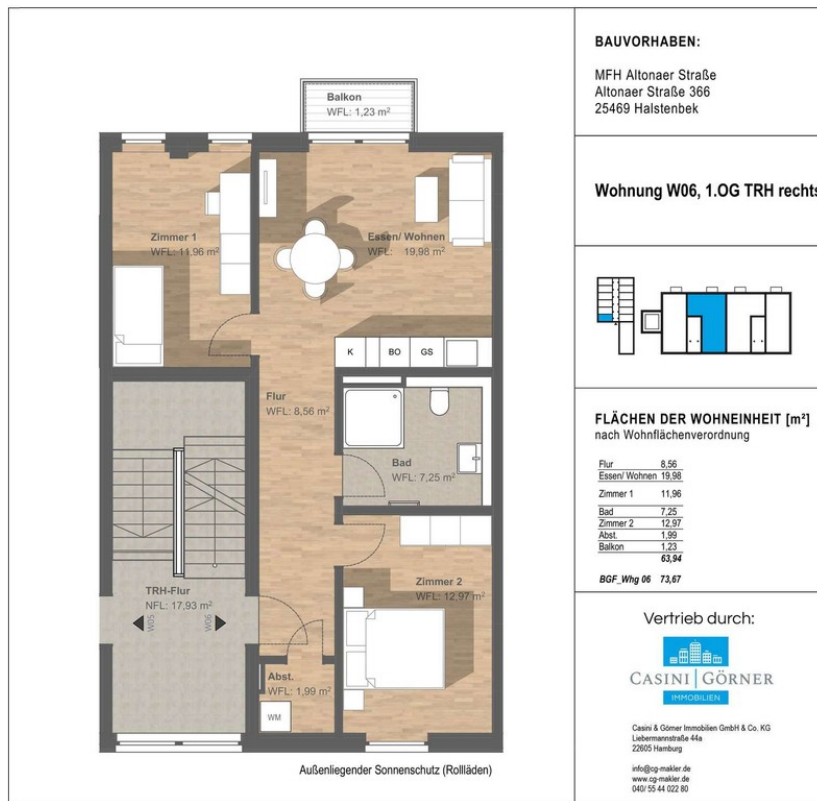 Balkon
WFL: 1,23 m²
Zimmer 1
WFL: 11,96 m²
Essen/ Wohnen
WFL: 19,98 m²
K
BO
GS
Flur
WFL: 8,56 m²
Bad
WFL: 7,25 m²
TRH-Flur
NFL: 17,93 m²
W05
W06
Zimmer 2
WFL: 12,97 m²
Abst.
WFL: 1,99 m²
WM
Außenliegender Sonnenschutz (Rollläden)
BAUVORHABEN:
MFH Altonaer Straße
Altonaer Straße 366
25469 Halstenbek
Wohnung W06, 1.OG TRH rechts
FLÄCHEN DER WOHNEINHEIT [m²]
nach Wohnflächenverordnung
Flur 8,56
Essen/ Wohnen 19,98
Zimmer 1 11,96
Bad 7,25
Zimmer 2 12,97
Abst. 1,99
Balkon 1,23
63,94
BGF_Whg 06 73,67
Vertrieb durch:
CASINI | GÖRNER
IMMOBILIEN
Casini & Görner Immobilien GmbH & Co. KG
Liebermannstraße 44a
22605 Hamburg
info@cg-makler.de
www.cg-makler.de
040/ 55 44 022 80